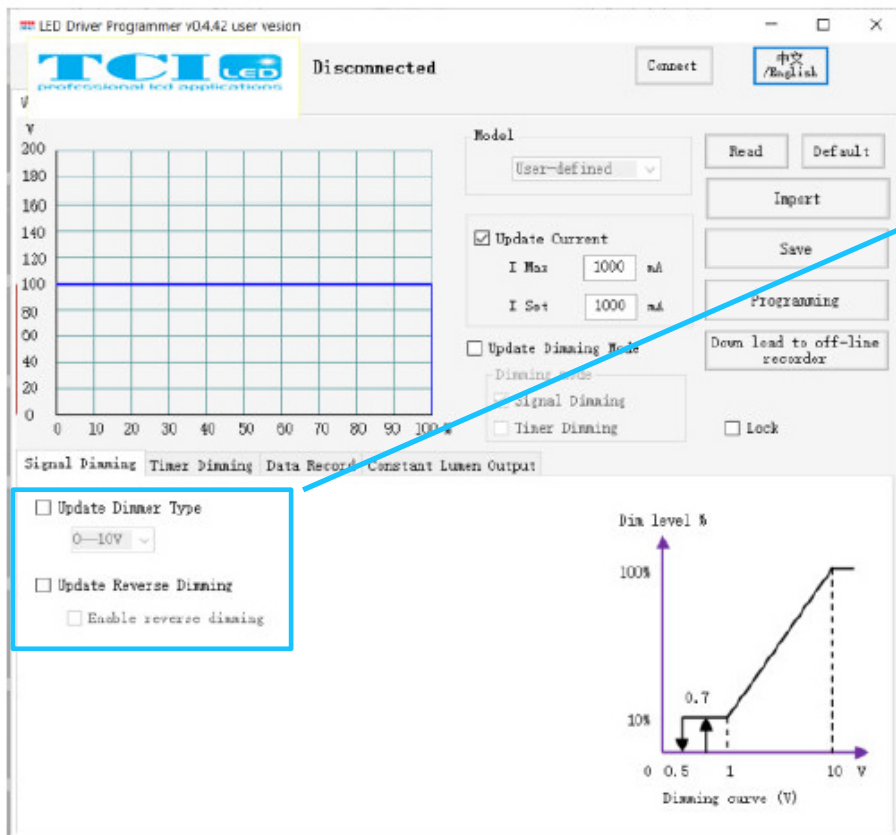 LED Driver Programmer v0.4.42 user vesion
TCI LED
professional led applications
Disconnected
Connect
中文
/English
V
200
180
160
140
120
100
80
60
40
20
0
0 10 20 30 40 50 60 70 80 90 100 %
Model
User-defined
Read
Default
Import
Save
Programming
Down load to off-line
recorder
Update Current
I Max 1000 mA
I Set 1000 mA
Update Dimming Mode
Dimming mode
Signal Dimming
Timer Dimming
Lock
Signal Dimming Timer Dimming Data Record Constant Lumen Output
Update Dimmer Type
0—10V
Update Reverse Dimming
Enable reverse dimming
Dim level %
100%
0.7
10%
0 0.5 1 10 V
Dimming curve (V)